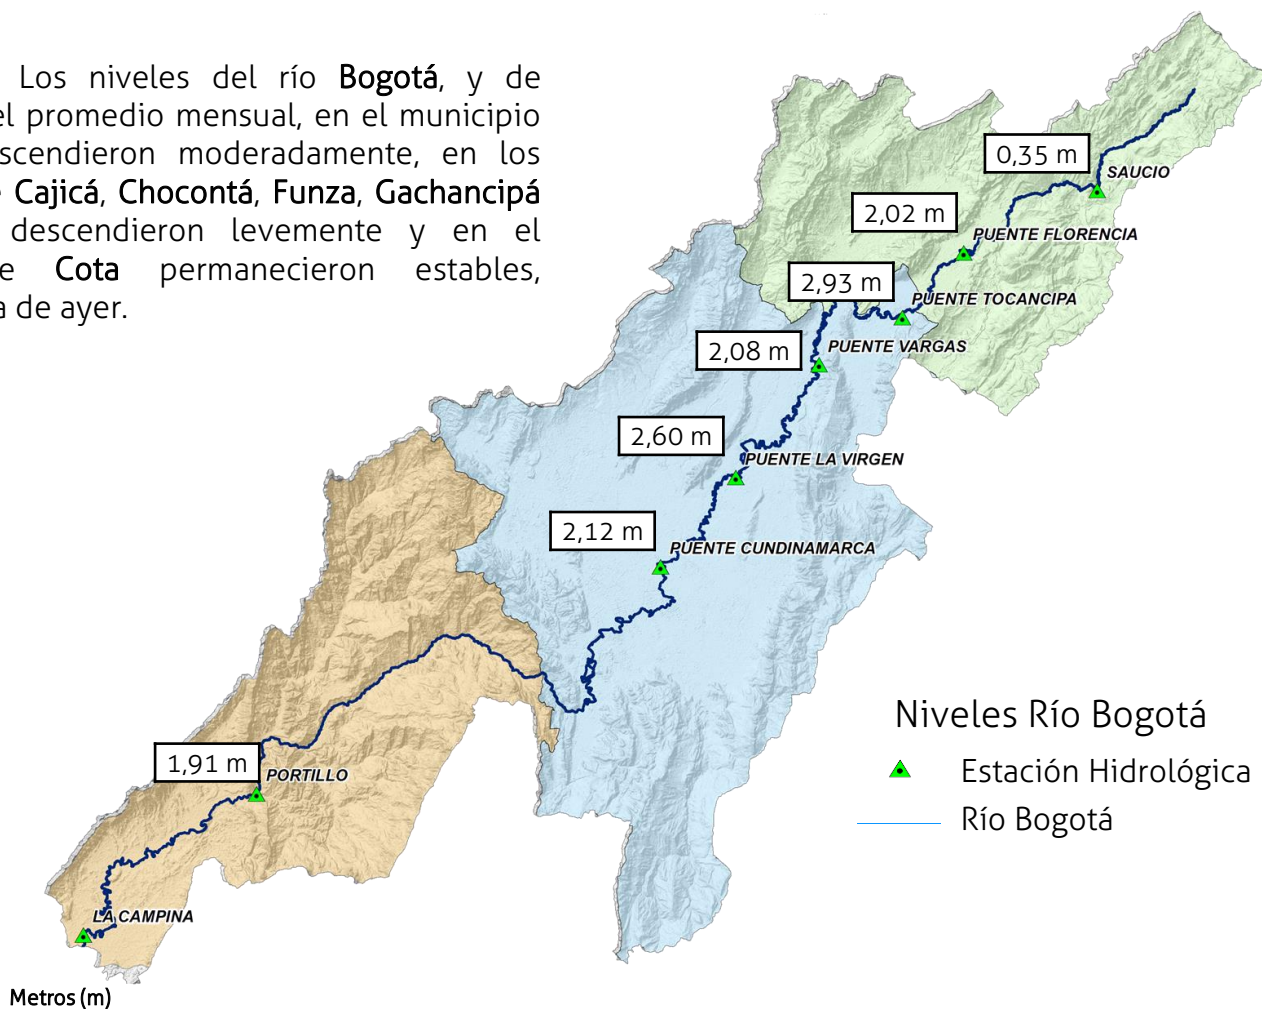 Los niveles del río Bogotá, y de
el promedio mensual, en el municipio
scendieron moderadamente, en los
Cajicá, Chocontá, Funza, Gachancipá
descendieron levemente y en el
e Cota permanecieron estables,
a de ayer.
0,35 m
SAUCIO
2,02 m
PUENTE FLORENCIA
2,93 m
PUENTE TOCANCIPA
2,08 m
PUENTE VARGAS
2,60 m
PUENTE LA VIRGEN
2,12 m
PUENTE CUNDINAMARCA
1,91 m
PORTILLO
LA CAMPINA
Niveles Río Bogotá
Estación Hidrológica
Río Bogotá
Metros (m)